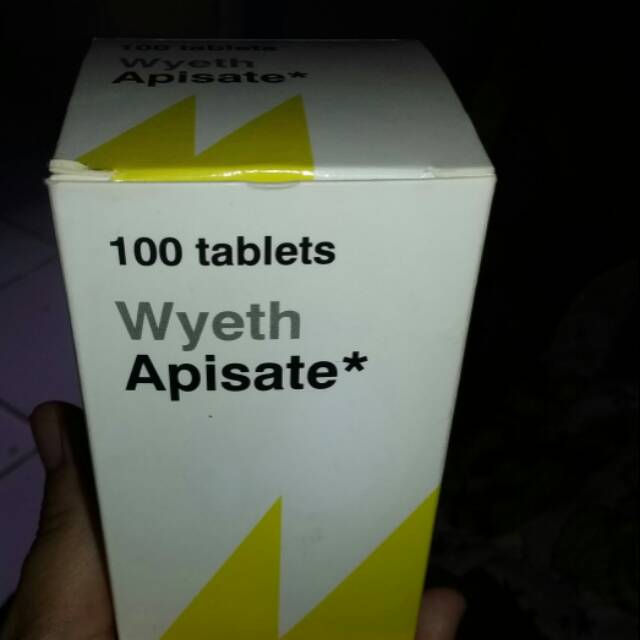 100 tablets
Wyeth
Apisate*
100 tablets
Wyeth
Apisate*